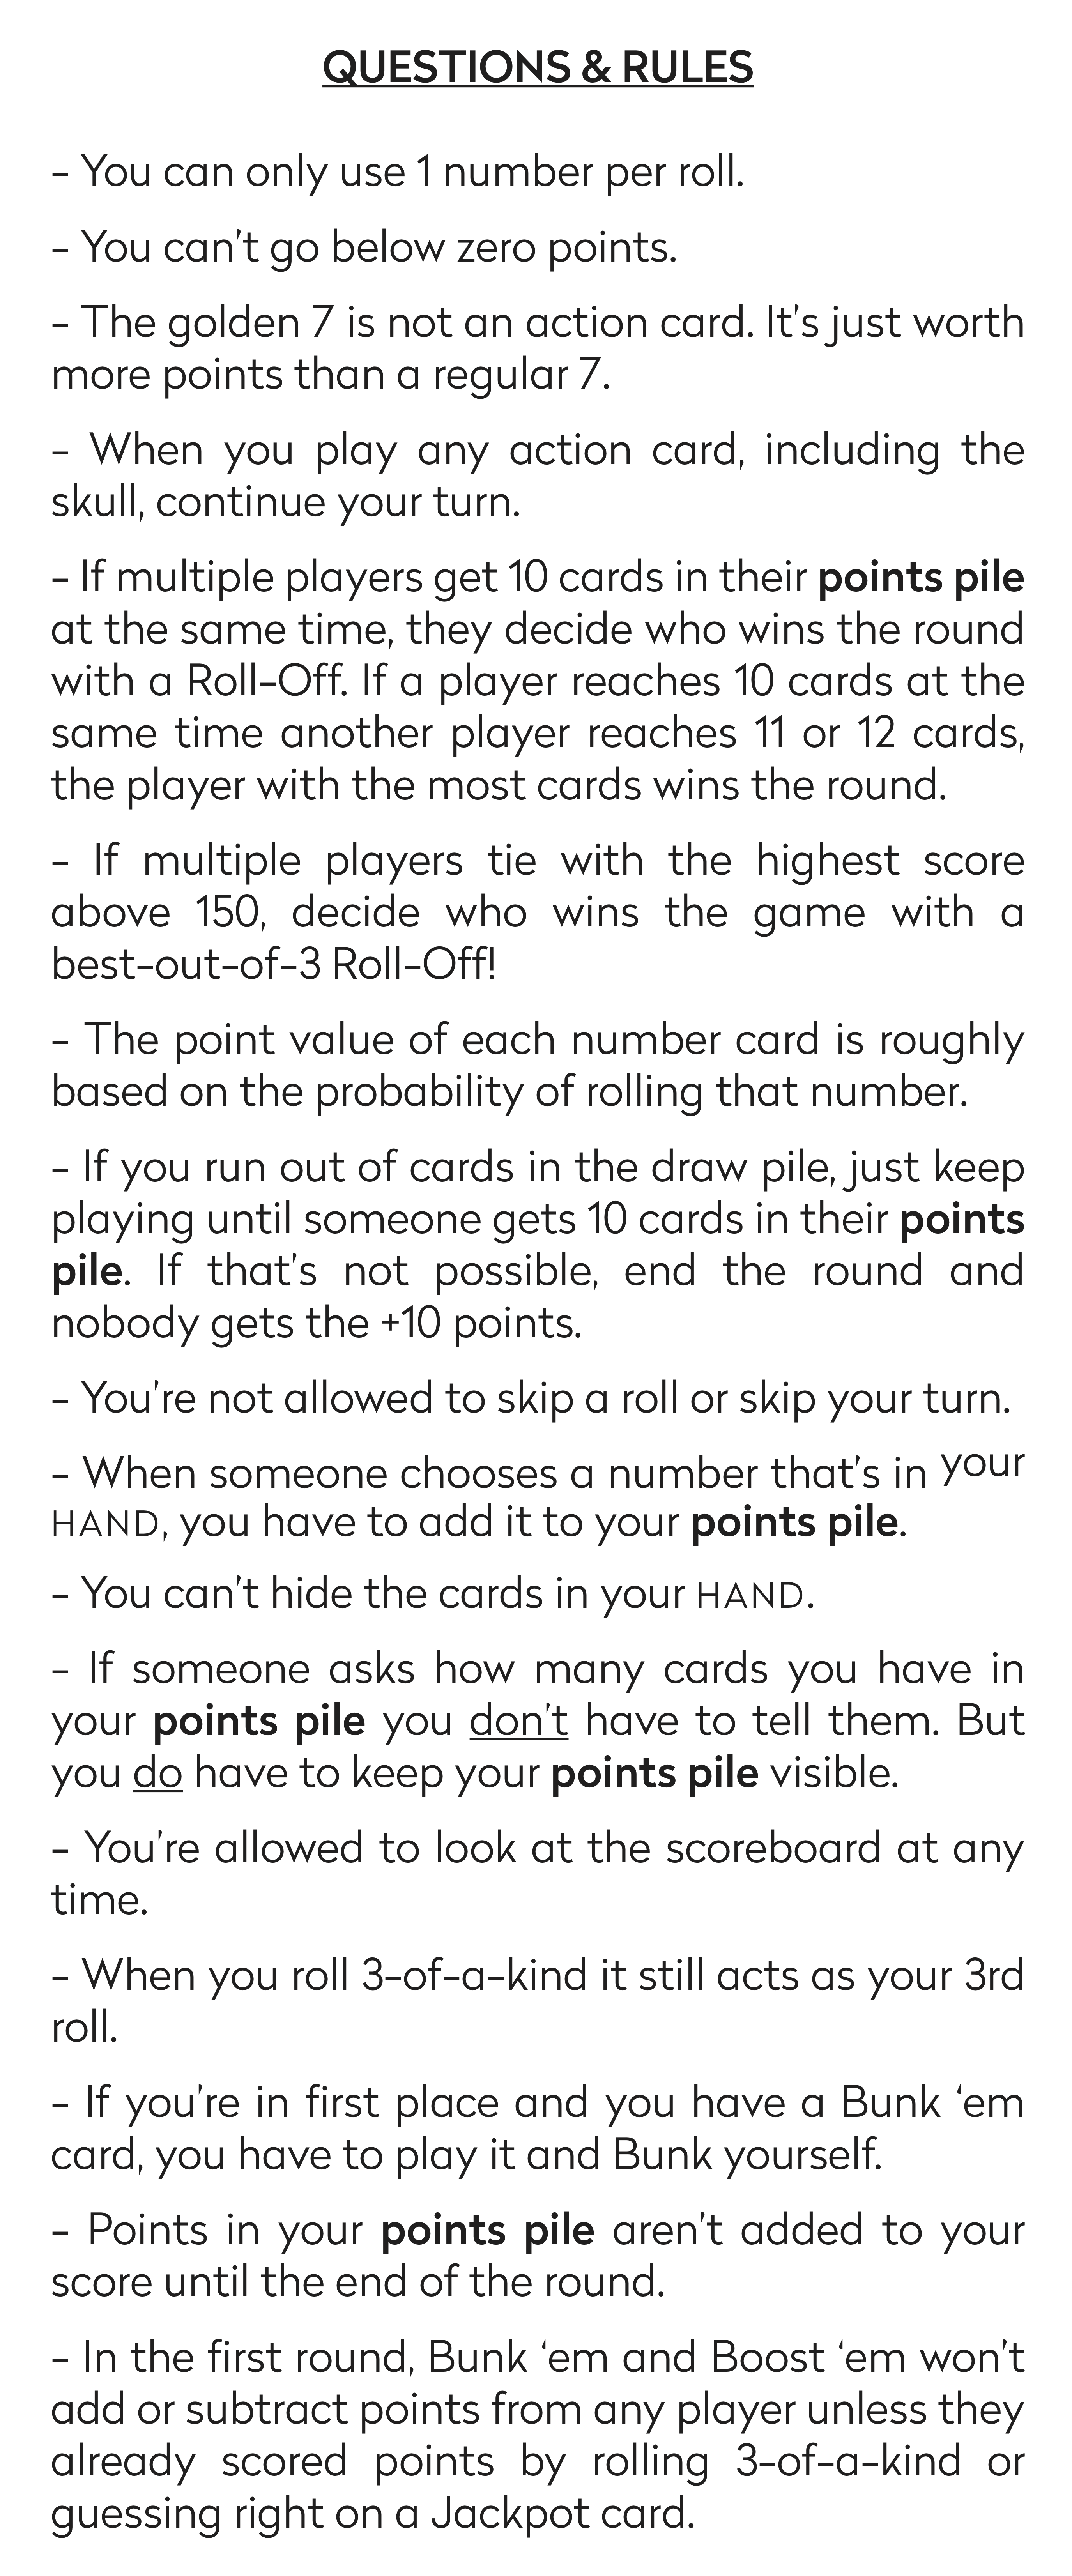 QUESTIONS & RULES
- You can only use 1 number per roll.
- You can’t go below zero points.
- The golden 7 is not an action card. It’s just worth
more points than a regular 7.
- When you play any action card, including the
skull, continue your turn.
- If multiple players get 10 cards in their points pile
at the same time, they decide who wins the round
with a Roll-Off. If a player reaches 10 cards at the
same time another player reaches 11 or 12 cards,
the player with the most cards wins the round.
- If multiple players tie with the highest score
above 150, decide who wins the game with a
best-out-of-3 Roll-Off!
- The point value of each number card is roughly
based on the probability of rolling that number.
- If you run out of cards in the draw pile, just keep
playing until someone gets 10 cards in their points
pile. If that’s not possible, end the round and
nobody gets the +10 points.
- You’re not allowed to skip a roll or skip your turn.
- When someone chooses a number that’s in your
HAND, you have to add it to your points pile.
- You can’t hide the cards in your HAND.
- If someone asks how many cards you have in
your points pile you don’t have to tell them. But
you do have to keep your points pile visible.
- You’re allowed to look at the scoreboard at any
time.
- When you roll 3-of-a-kind it still acts as your 3rd
roll.
- If you’re in first place and you have a Bunk ‘em
card, you have to play it and Bunk yourself.
- Points in your points pile aren’t added to your
score until the end of the round.
- In the first round, Bunk ‘em and Boost ‘em won’t
add or subtract points from any player unless they
already scored points by rolling 3-of-a-kind or
guessing right on a Jackpot card.